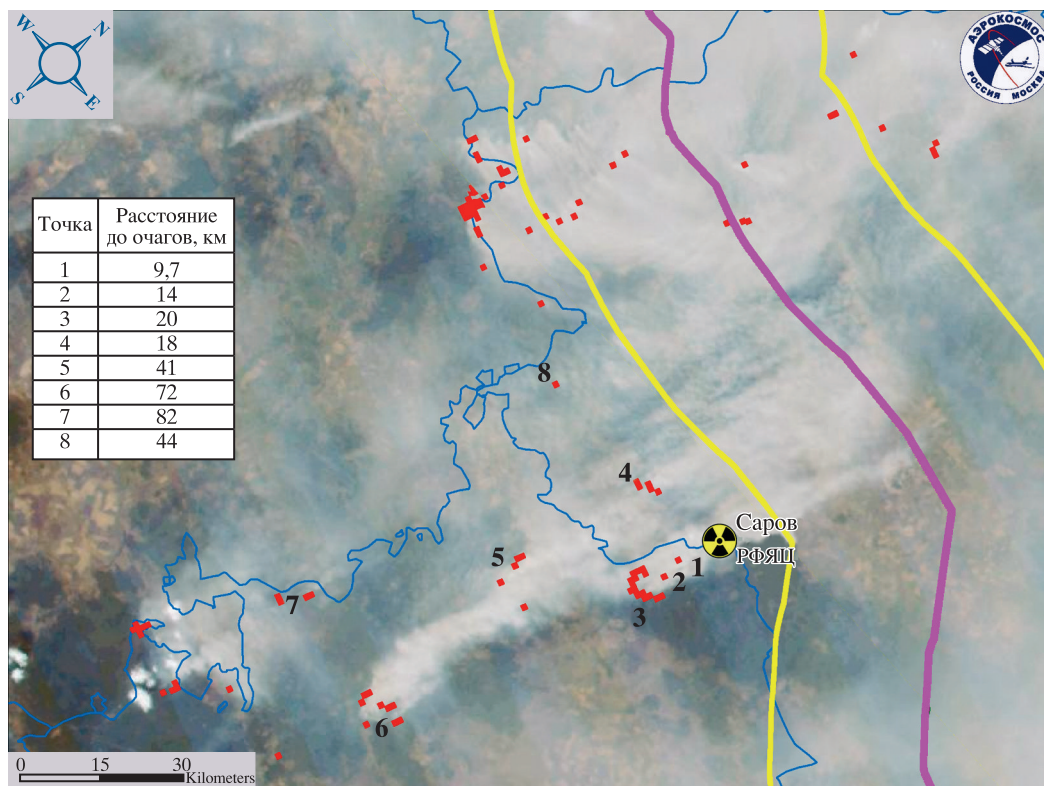 W
N
S
E
АЭРОКОСМОС
РОССИЯ МОСКВА
Точка
Расстояние
до очагов, км
1
9,7
2
14
3
20
4
18
5
41
6
72
7
82
8
44
8
4
Саров
РФЯЦ
5
1
2
7
3
6
0
15
30
Kilometers